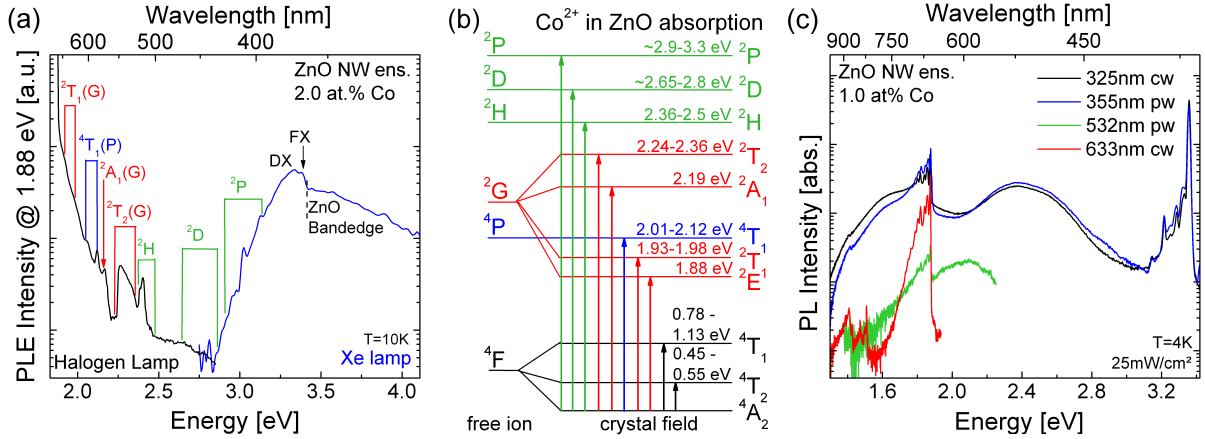 (a)
Wavelength [nm]
600
500
400
ZnO NW ens.
2.0 at.% Co
²T₁(G)
⁴T₁(P)
²A₁(G)
²T₂(G)
²H
²D
²P
DX
FX
ZnO
Bandedge
T=10K
Halogen Lamp
Xe lamp
PLE Intensity @ 1.88 eV [a.u.]
2.0
2.5
3.0
3.5
4.0
Energy [eV]
(b)
Co²⁺ in ZnO absorption
²P
~2.9-3.3 eV
²P
²D
~2.65-2.8 eV
²D
²H
2.36-2.5 eV
²H
2.24-2.36 eV
²T₂
²G
2.19 eV
²A₁
⁴P
2.01-2.12 eV
⁴T₁
1.93-1.98 eV
²T₁
1.88 eV
²E
0.78 -
1.13 eV
⁴T₁
⁴F
0.45 -
0.55 eV
⁴T₂
⁴A₂
free ion
crystal field
(c)
Wavelength [nm]
900
750
600
450
ZnO NW ens.
1.0 at% Co
325nm cw
355nm pw
532nm pw
633nm cw
T=4K
25mW/cm²
PL Intensity [abs.]
1.6
2.0
2.4
2.8
3.2
Energy [eV]